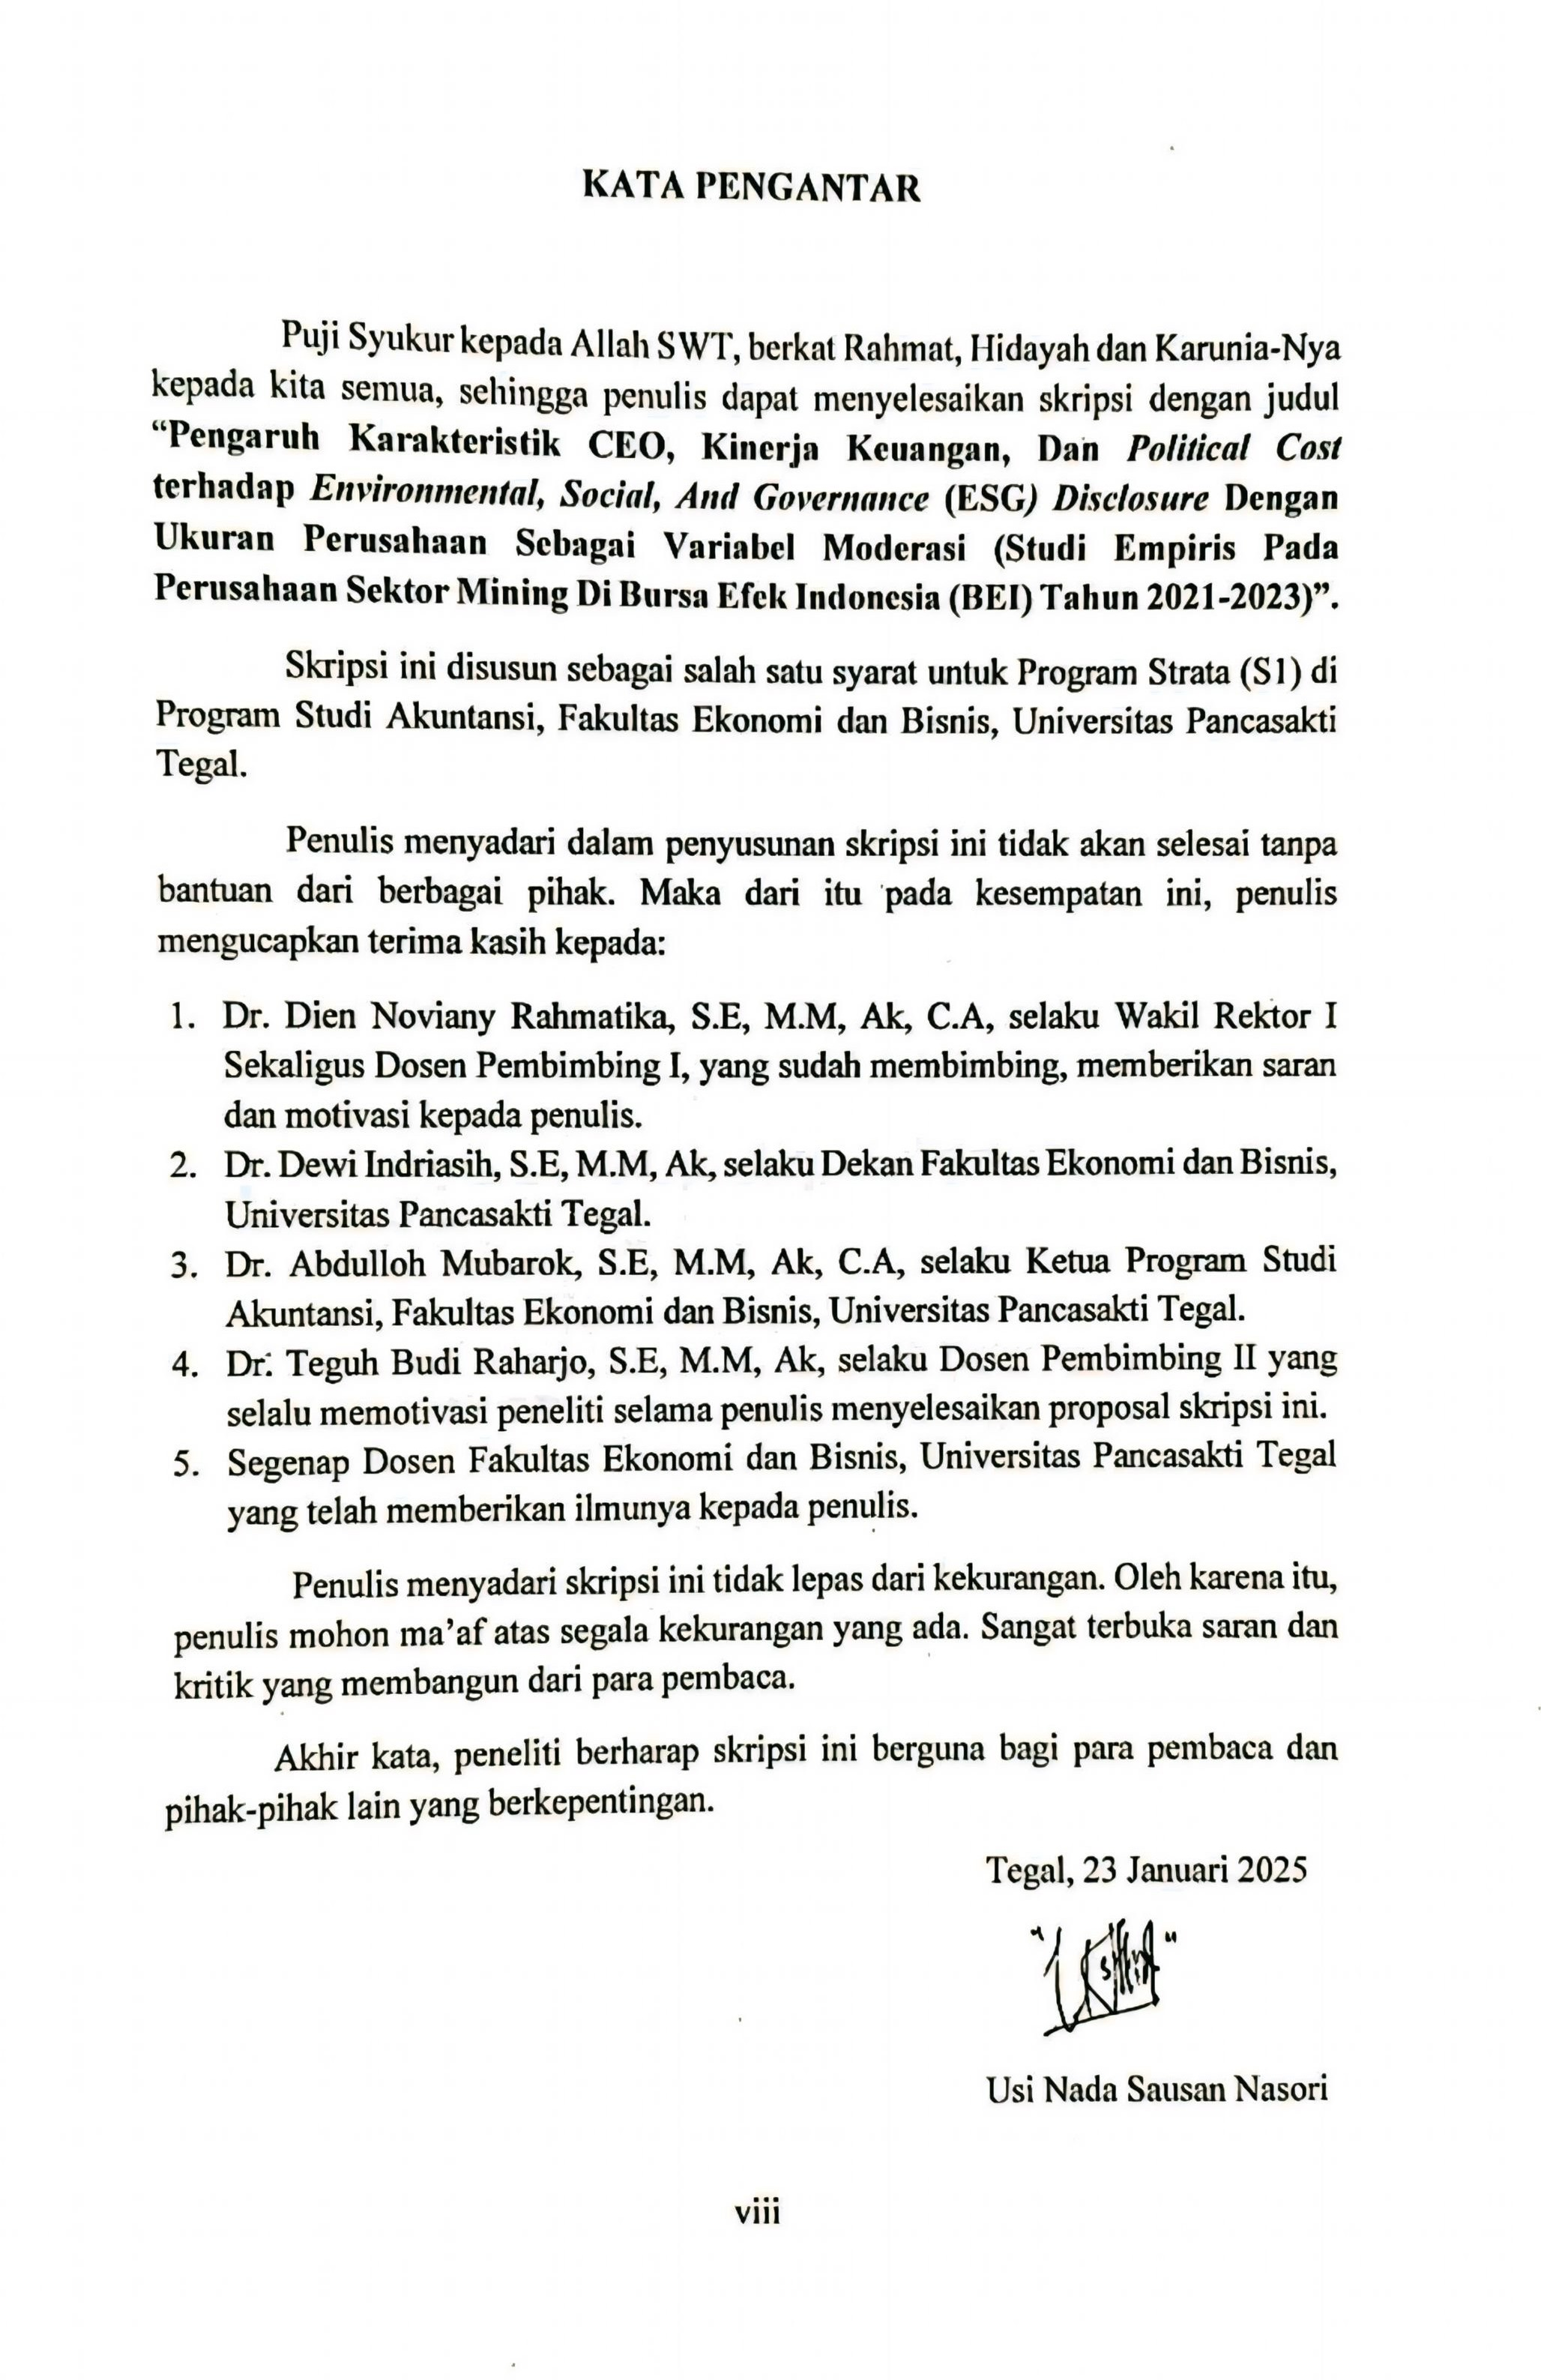 KATA PENGANTAR
Puji Syukur kepada Allah SWT, berkat Rahmat, Hidayah dan Karunia-Nya
kepada kita semua, sehingga penulis dapat menyelesaikan skripsi dengan judul
“Pengaruh Karakteristik CEO, Kinerja Keuangan, Dan Political Cost
terhadap Environmental, Social, And Governance (ESG) Disclosure Dengan
Ukuran Perusahaan Sebagai Variabel Moderasi (Studi Empiris Pada
Perusahaan Sektor Mining Di Bursa Efek Indonesia (BEI) Tahun 2021-2023)”.
Skripsi ini disusun sebagai salah satu syarat untuk Program Strata (S1) di
Program Studi Akuntansi, Fakultas Ekonomi dan Bisnis, Universitas Pancasakti
Tegal.
Penulis menyadari dalam penyusunan skripsi ini tidak akan selesai tanpa
bantuan dari berbagai pihak. Maka dari itu pada kesempatan ini, penulis
mengucapkan terima kasih kepada:
1. Dr. Dien Noviany Rahmatika, S.E, M.M, Ak, C.A, selaku Wakil Rektor I
Sekaligus Dosen Pembimbing I, yang sudah membimbing, memberikan saran
dan motivasi kepada penulis.
2. Dr. Dewi Indriasih, S.E, M.M, Ak, selaku Dekan Fakultas Ekonomi dan Bisnis,
Universitas Pancasakti Tegal.
3. Dr. Abdulloh Mubarok, S.E, M.M, Ak, C.A, selaku Ketua Program Studi
Akuntansi, Fakultas Ekonomi dan Bisnis, Universitas Pancasakti Tegal.
4. Dr. Teguh Budi Raharjo, S.E, M.M, Ak, selaku Dosen Pembimbing II yang
selalu memotivasi peneliti selama penulis menyelesaikan proposal skripsi ini.
5. Segenap Dosen Fakultas Ekonomi dan Bisnis, Universitas Pancasakti Tegal
yang telah memberikan ilmunya kepada penulis.
Penulis menyadari skripsi ini tidak lepas dari kekurangan. Oleh karena itu,
penulis mohon ma’af atas segala kekurangan yang ada. Sangat terbuka saran dan
kritik yang membangun dari para pembaca.
Akhir kata, peneliti berharap skripsi ini berguna bagi para pembaca dan
pihak-pihak lain yang berkepentingan.
Tegal, 23 Januari 2025
Usi Nada Sausan Nasori
viii